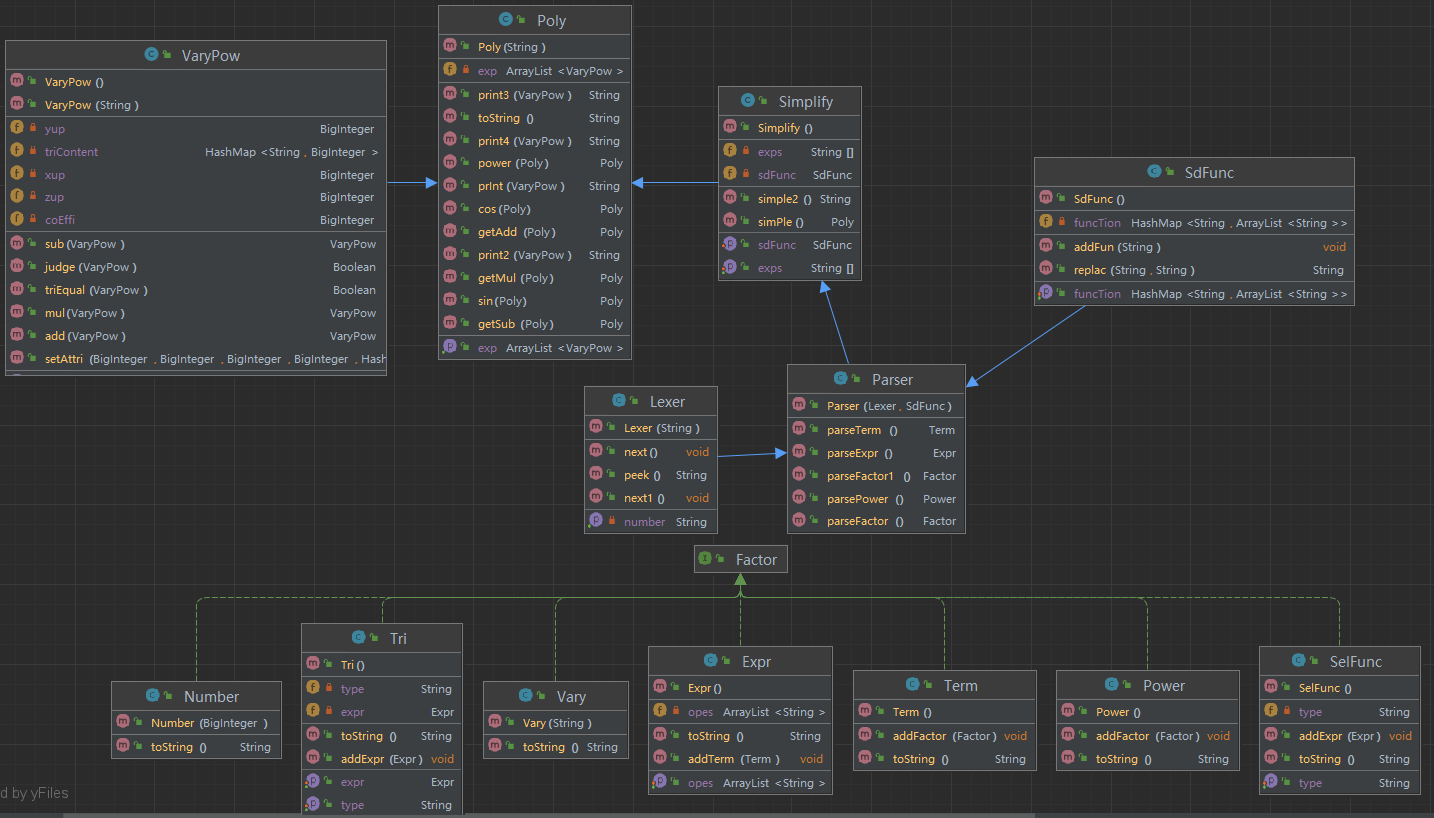 VaryPow
VaryPow ()
VaryPow (String )
yup BigInteger
triContent HashMap <String , BigInteger >
xup BigInteger
zup BigInteger
coEffi BigInteger
sub (VaryPow ) VaryPow
judge (VaryPow ) Boolean
triEqual (VaryPow ) Boolean
mul (VaryPow ) VaryPow
add (VaryPow ) VaryPow
setAttri (BigInteger , BigInteger , BigInteger , BigInteger , Hash
Poly
Poly (String )
exp ArrayList <VaryPow >
print3 (VaryPow ) String
toString () String
print4 (VaryPow ) String
power (Poly) Poly
prInt (VaryPow ) String
cos (Poly) Poly
getAdd (Poly) Poly
print2 (VaryPow ) String
getMul (Poly) Poly
sin (Poly) Poly
getSub (Poly) Poly
exp ArrayList <VaryPow >
Simplify
Simplify ()
exps String []
sdFunc SdFunc
simple2 () String
simPle () Poly
sdFunc SdFunc
exps String []
SdFunc
SdFunc ()
funcTion HashMap <String , ArrayList <String >>
addFun (String ) void
replac (String , String ) String
funcTion HashMap <String , ArrayList <String >>
Lexer
Lexer (String )
next () void
peek () String
next1 () void
number String
Parser
Parser (Lexer , SdFunc )
parseTerm () Term
parseExpr () Expr
parseFactor1 () Factor
parsePower () Power
parseFactor () Factor
Factor
Number
Number (BigInteger )
toString () String
Tri
Tri ()
type String
expr Expr
toString () String
addExpr (Expr ) void
expr Expr
type String
Vary
Vary (String )
toString () String
Expr
Expr ()
opes ArrayList <String >
toString () String
addTerm (Term ) void
opes ArrayList <String >
Term
Term ()
addFactor (Factor ) void
toString () String
Power
Power ()
addFactor (Factor ) void
toString () String
SelFunc
SelFunc ()
type String
addExpr (Expr ) void
toString () String
type String
d by yFiles